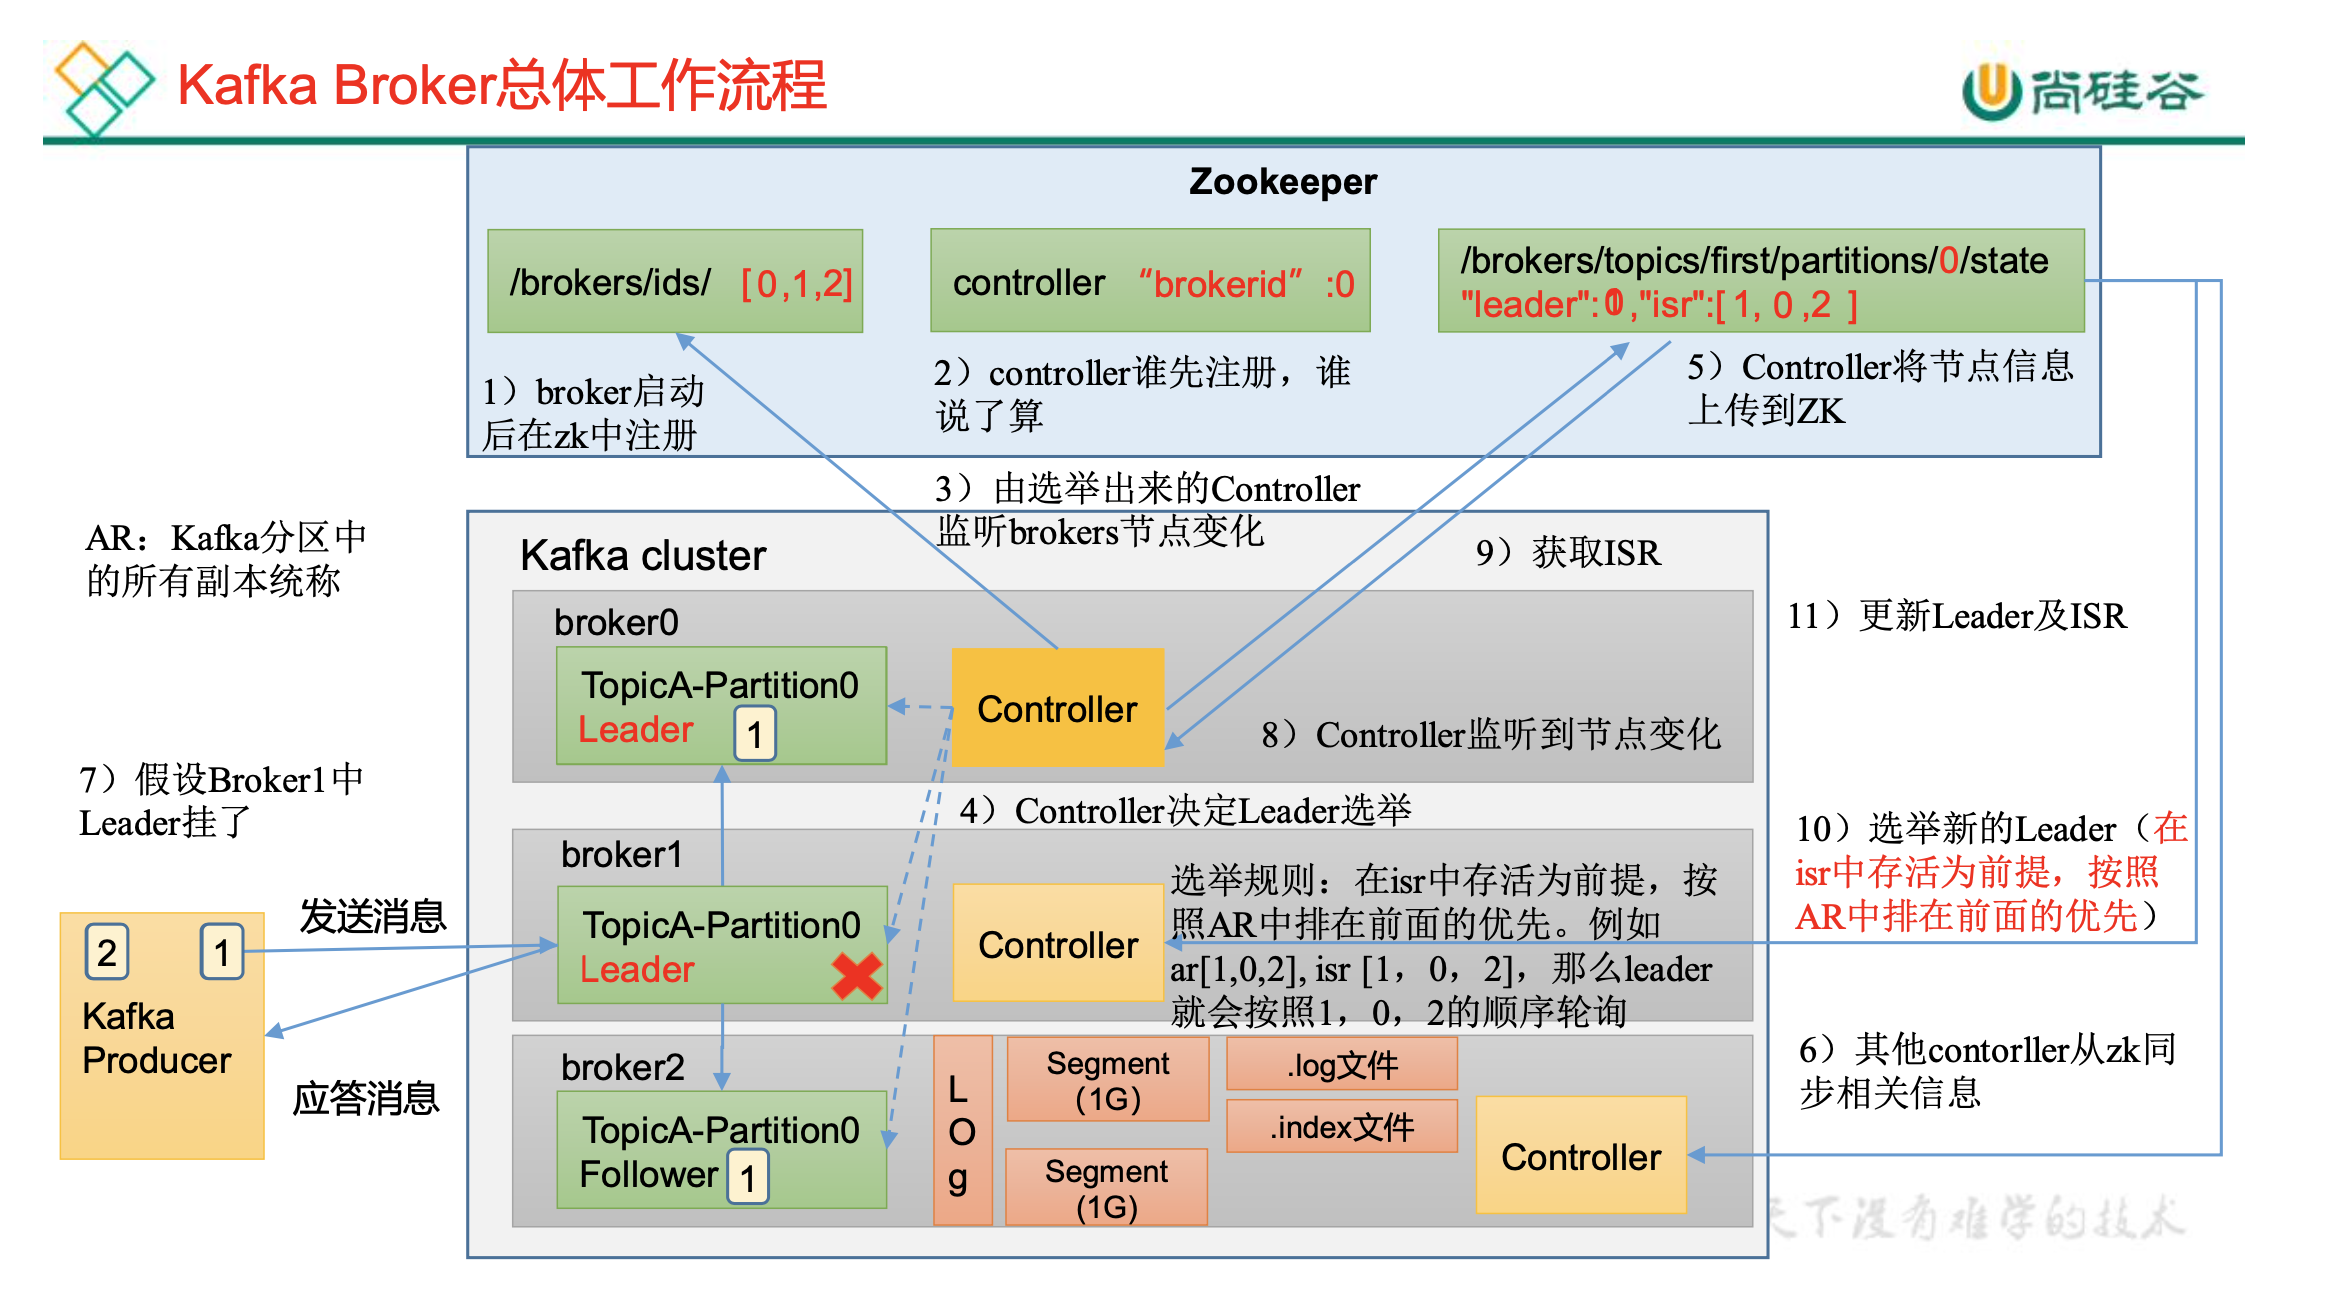 Kafka Broker总体工作流程
尚硅谷
Zookeeper
/brokers/ids/ [0,1,2]
controller “brokerid” :0
/brokers/topics/first/partitions/0/state
"leader": ,"isr":[ 1, 0 ,2 ]
1）broker启动
后在zk中注册
2）controller谁先注册，谁
说了算
5）Controller将节点信息
上传到ZK
3）由选举出来的Controller
监听brokers节点变化
AR：Kafka分区中
的所有副本统称
Kafka cluster
9）获取ISR
11）更新Leader及ISR
broker0
TopicA-Partition0
Leader 1
Controller
8）Controller监听到节点变化
7）假设Broker1中
Leader挂了
4）Controller决定Leader选举
broker1
TopicA-Partition0
Leader
Controller
选举规则：在isr中存活为前提，按
照AR中排在前面的优先。例如
ar[1,0,2], isr [1，0，2]，那么leader
就会按照1，0，2的顺序轮询
10）选举新的Leader（在
isr中存活为前提，按照
AR中排在前面的优先）
发送消息
2 1
Kafka
Producer
应答消息
broker2
TopicA-Partition0
Follower 1
L
O
g
Segment
(1G)
Segment
(1G)
.log文件
.index文件
Controller
6）其他contorller从zk同
步相关信息
天下没有难学的技术